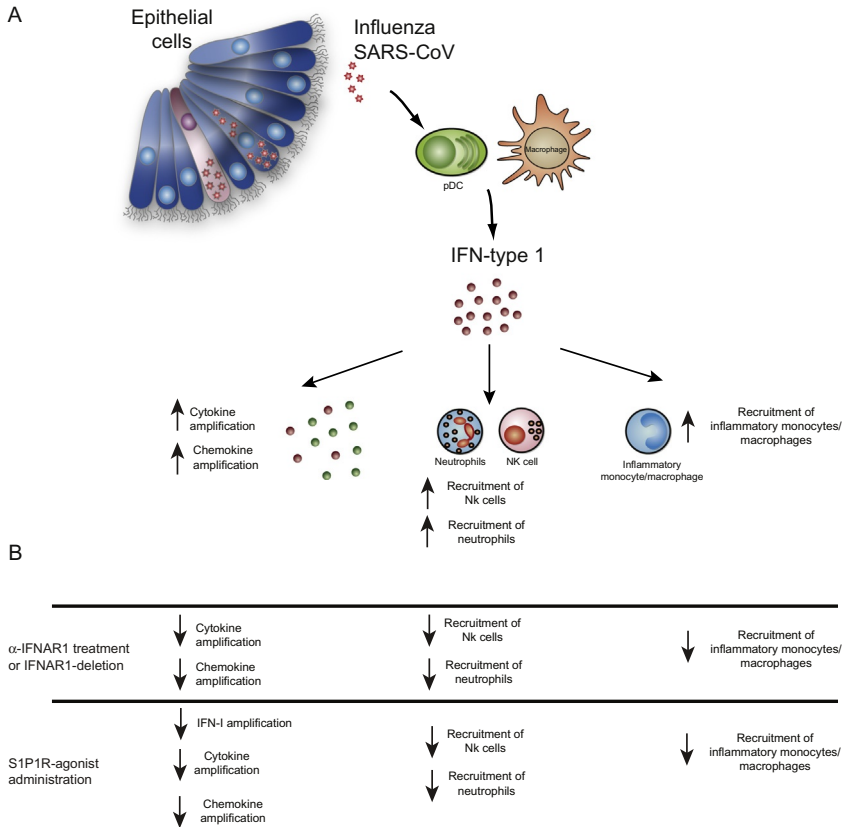 A
Epithelial
cells
Influenza
SARS-CoV
Macrophage
pDC
IFN-type 1
Cytokine
amplification
Chemokine
amplification
Neutrophils
NK cell
Recruitment of
Nk cells
Recruitment of
neutrophils
Inflammatory
monocyte/macrophage
Recruitment of
inflammatory monocytes/
macrophages
B
α-IFNAR1 treatment
or IFNAR1-deletion
Cytokine
amplification
Chemokine
amplification
Recruitment of
Nk cells
Recruitment of
neutrophils
Recruitment of
inflammatory monocytes/
macrophages
S1P1R-agonist
administration
IFN-I amplification
Cytokine
amplification
Chemokine
amplification
Recruitment of
Nk cells
Recruitment of
neutrophils
Recruitment of
inflammatory monocytes/
macrophages